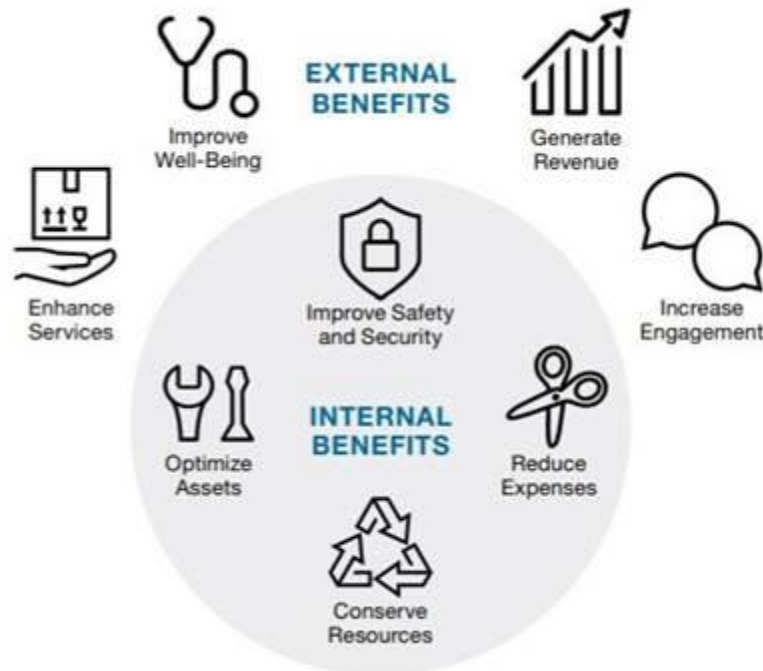 EXTERNAL
BENEFITS
Improve
Well-Being
Generate
Revenue
Enhance
Services
Increase
Engagement
Improve Safety
and Security
INTERNAL
BENEFITS
Optimize
Assets
Reduce
Expenses
Conserve
Resources